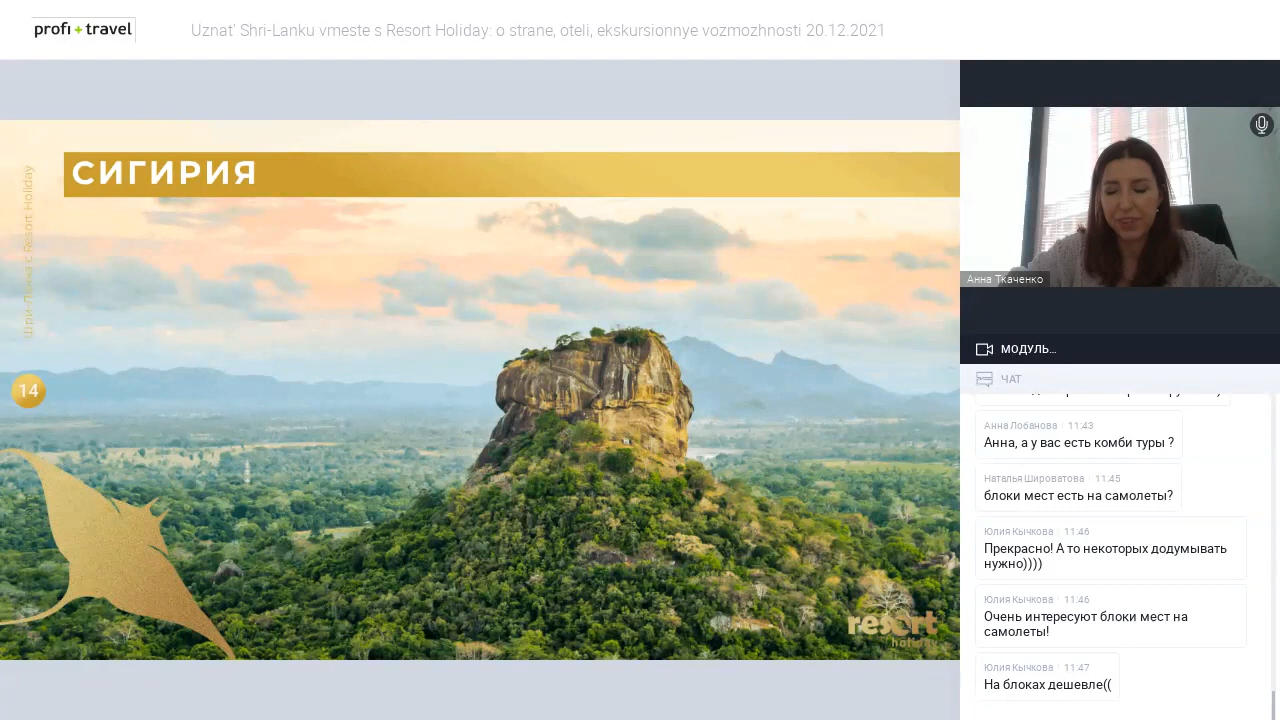 profi+travel
Uznat' Shri-Lanku vmeste s Resort Holiday: o strane, oteli, ekskursionnye vozmozhnosti 20.12.2021
СИГИРИЯ
Шри-Ланка с Resort Holiday
14
resort
holiday
Анна Ткаченко
МОДУЛЬ...
ЧАТ
Анна Лобанова · 11:43
Анна, а у вас есть комби туры ?
Наталья Широватова · 11:45
блоки мест есть на самолеты?
Юлия Кычкова · 11:46
Прекрасно! А то некоторых додумывать
нужно))))
Юлия Кычкова · 11:46
Очень интересуют блоки мест на
самолеты!
Юлия Кычкова · 11:47
На блоках дешевле((